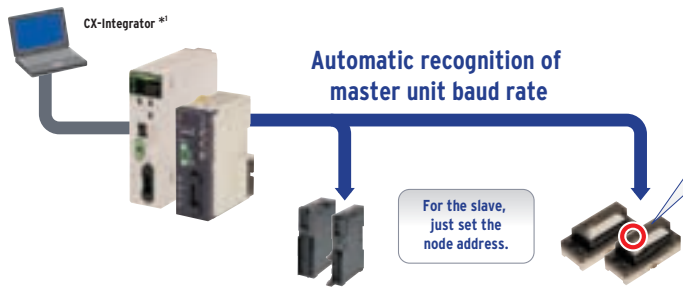 CX-Integrator *1
Automatic recognition of
master unit baud rate
For the slave,
just set the
node address.